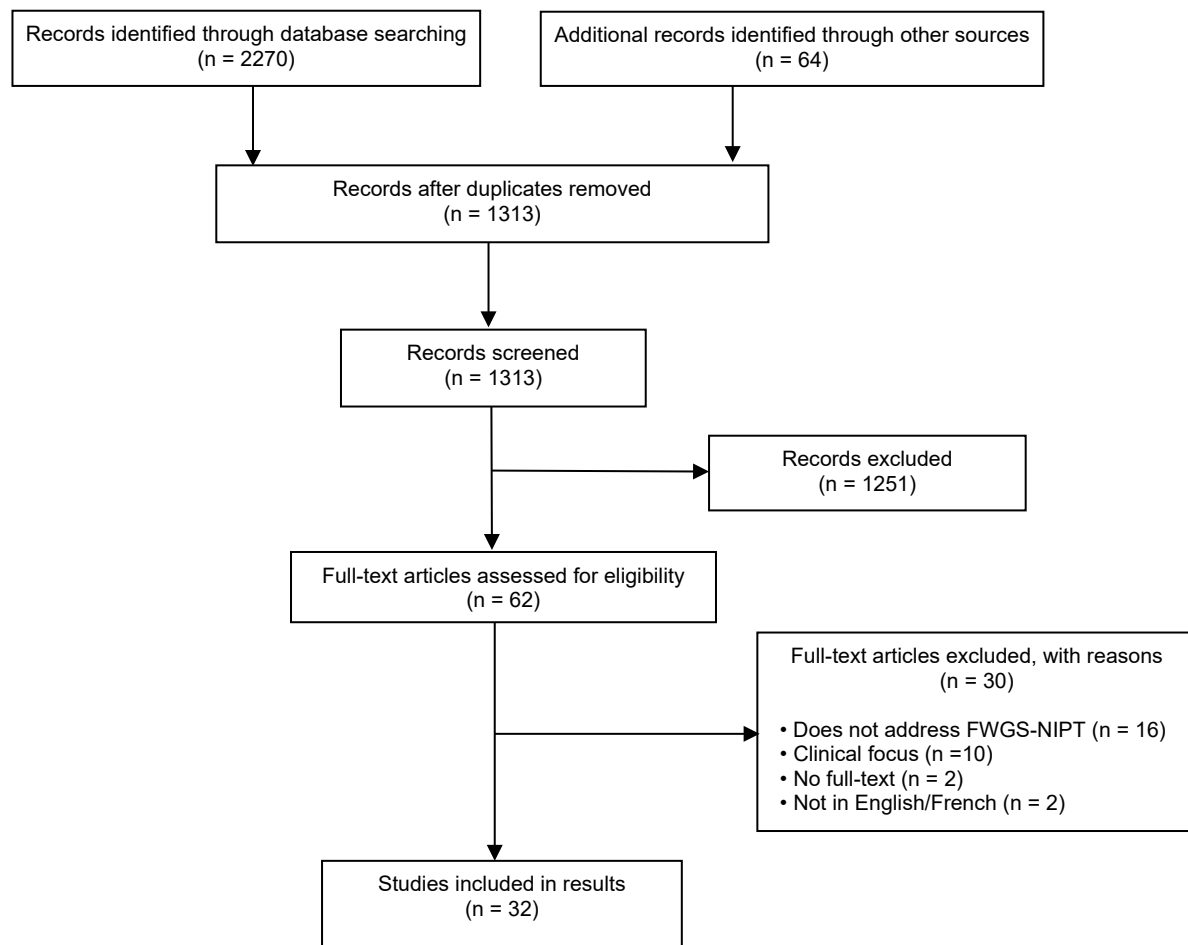 Records identified through database searching
(n = 2270)
Additional records identified through other sources
(n = 64)
Records after duplicates removed
(n = 1313)
Records screened
(n = 1313)
Records excluded
(n = 1251)
Full-text articles assessed for eligibility
(n = 62)
Full-text articles excluded, with reasons
(n = 30)
• Does not address FWGS-NIPT (n = 16)
• Clinical focus (n =10)
• No full-text (n = 2)
• Not in English/French (n = 2)
Studies included in results
(n = 32)